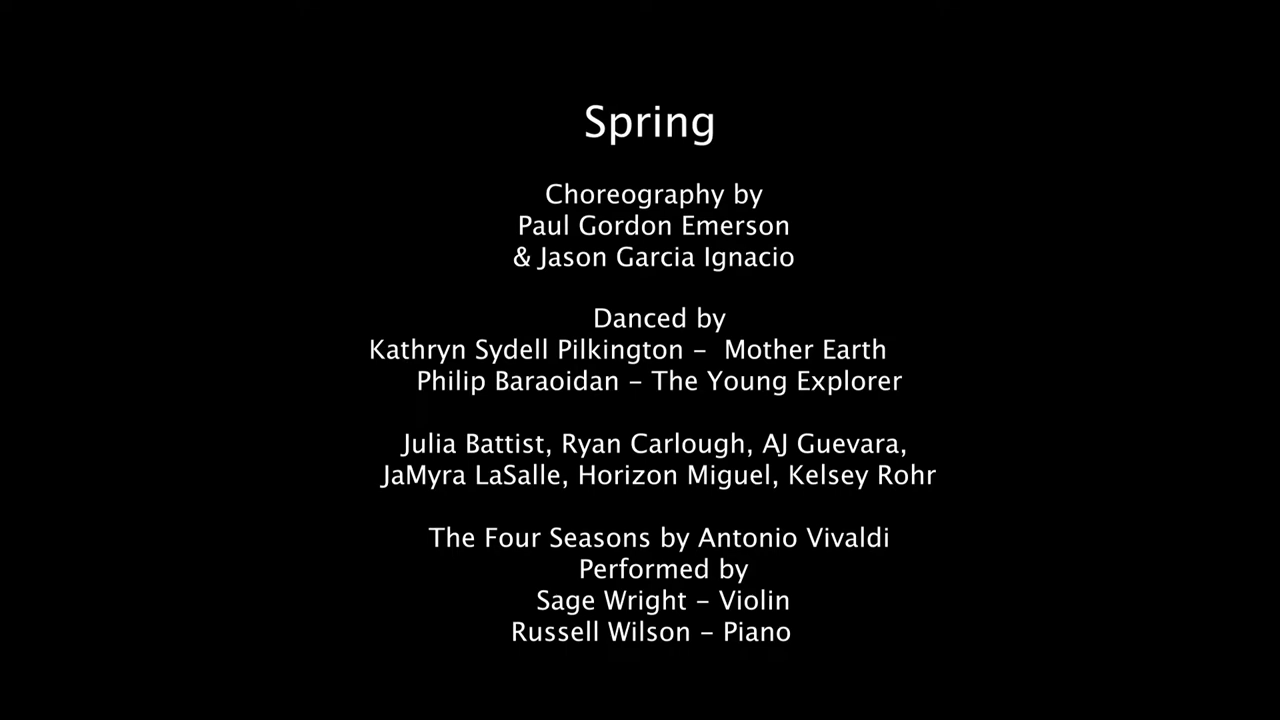 Spring
Choreography by
Paul Gordon Emerson
& Jason Garcia Ignacio
Danced by
Kathryn Sydell Pilkington – Mother Earth
Philip Baraoidan – The Young Explorer
Julia Battist, Ryan Carlough, AJ Guevara,
JaMyra LaSalle, Horizon Miguel, Kelsey Rohr
The Four Seasons by Antonio Vivaldi
Performed by
Sage Wright – Violin
Russell Wilson – Piano